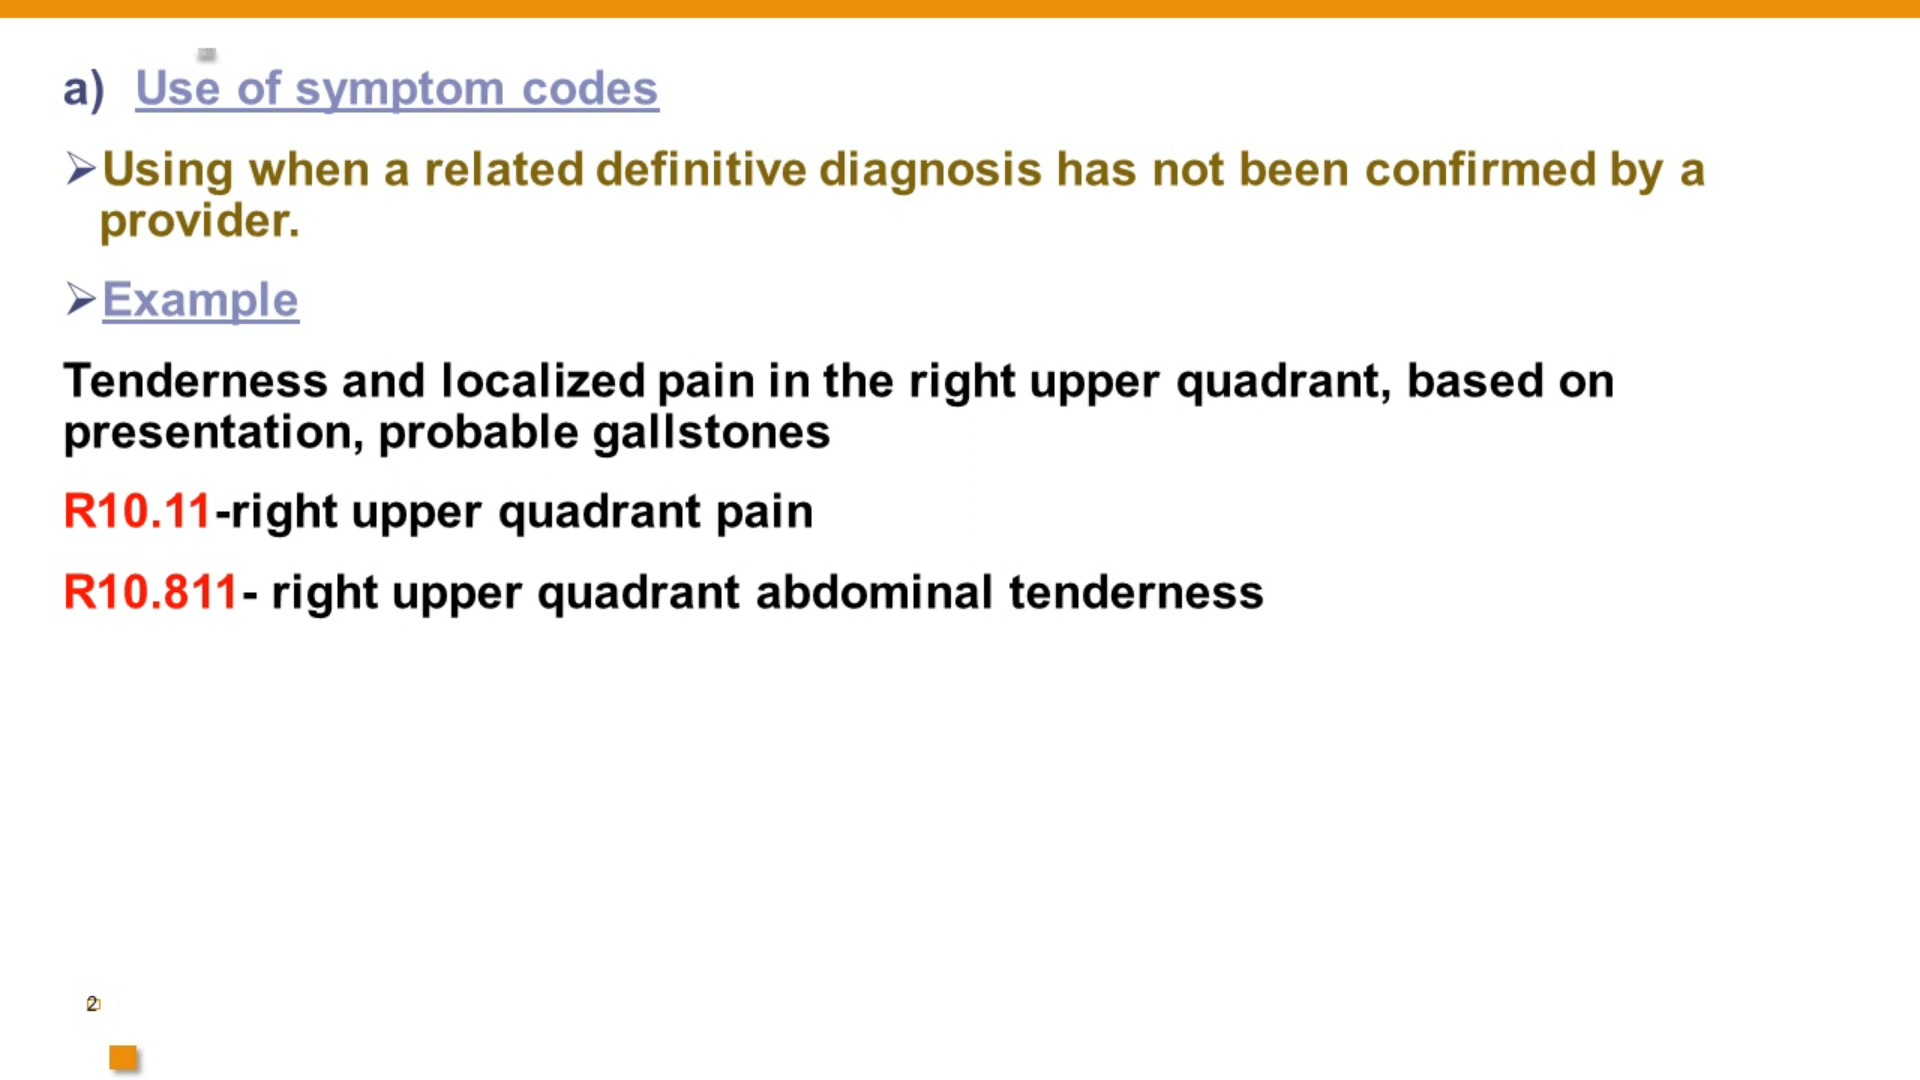 a) Use of symptom codes
Using when a related definitive diagnosis has not been confirmed by a
provider.
Example
Tenderness and localized pain in the right upper quadrant, based on
presentation, probable gallstones
R10.11-right upper quadrant pain
R10.811- right upper quadrant abdominal tenderness
2